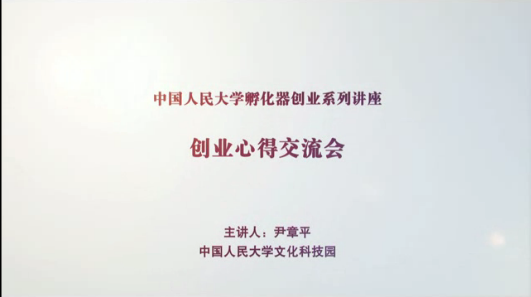 中国人民大学孵化器创业系列讲座
创业心得交流会
主讲人：尹章平
中国人民大学文化科技园